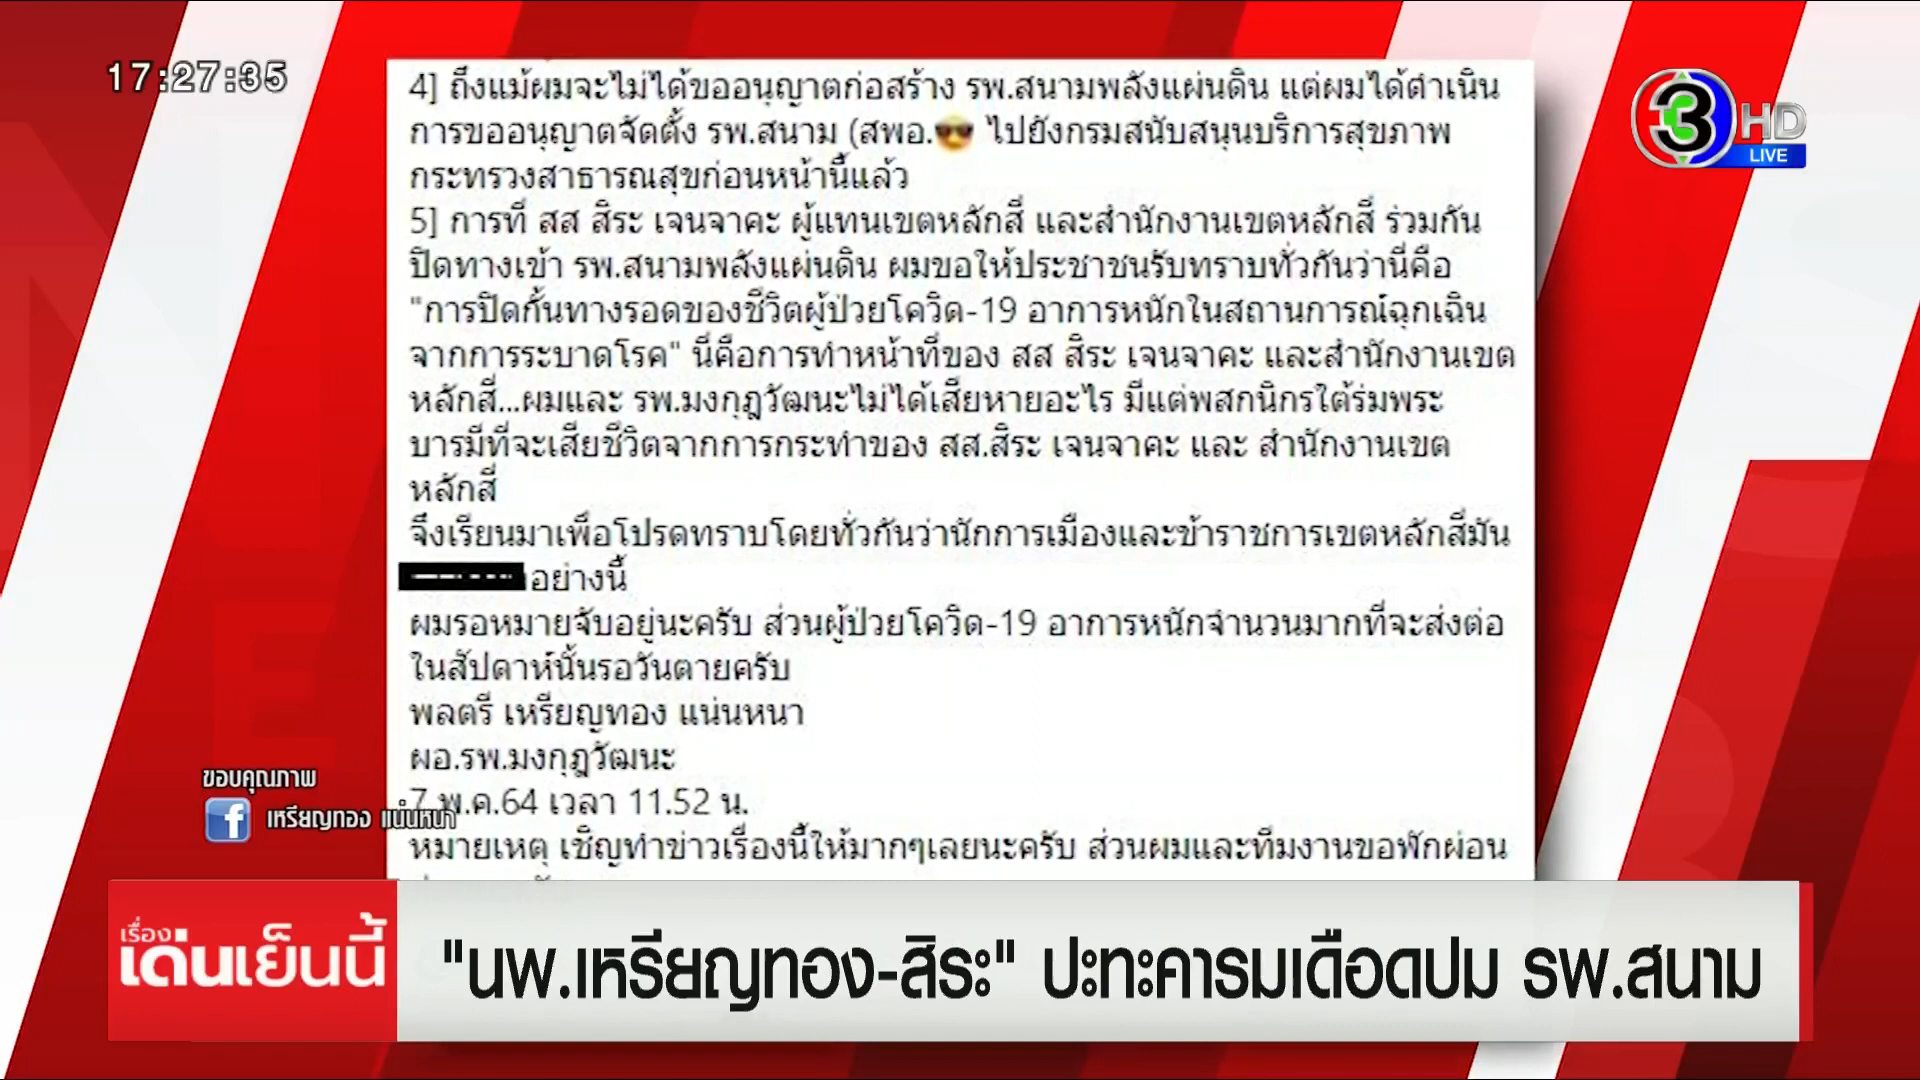 17:27:35
3 HD
LIVE
4] ถึงแม้ผมจะไม่ได้ขออนุญาตก่อสร้าง รพ.สนามพลังแผ่นดิน แต่ผมได้ดำเนิน
การขออนุญาตจัดตั้ง รพ.สนาม (สพอ.😎 ไปยังกรมสนับสนุนบริการสุขภาพ
กระทรวงสาธารณสุขก่อนหน้านี้แล้ว
5] การที่ สส สิระ เจนจาคะ ผู้แทนเขตหลักสี่ และสำนักงานเขตหลักสี่ ร่วมกัน
ปิดทางเข้า รพ.สนามพลังแผ่นดิน ผมขอให้ประชาชนรับทราบทั่วกันว่านี่คือ
"การปิดกั้นทางรอดของชีวิตผู้ป่วยโควิด-19 อาการหนักในสถานการณ์ฉุกเฉิน
จากการระบาดโรค" นี่คือการทำหน้าที่ของ สส สิระ เจนจาคะ และสำนักงานเขต
หลักสี่...ผมและ รพ.มงกุฎวัฒนะไม่ได้เสียหายอะไร มีแต่พสกนิกรใต้ร่มพระ
บารมีที่จะเสียชีวิตจากการกระทำของ สส.สิระ เจนจาคะ และ สำนักงานเขต
หลักสี่
จึงเรียนมาเพื่อโปรดทราบโดยทั่วกันว่านักการเมืองและข้าราชการเขตหลักสี่มัน
อย่างนี้
ผมรอหมายจับอยู่นะครับ ส่วนผู้ป่วยโควิด-19 อาการหนักจำนวนมากที่จะส่งต่อ
ในสัปดาห์นั้นรอวันตายครับ
พลตรี เหรียญทอง แน่นหนา
ผอ.รพ.มงกุฎวัฒนะ
7 พ.ค.64 เวลา 11.52 น.
หมายเหตุ เชิญทำข่าวเรื่องนี้ให้มากๆเลยนะครับ ส่วนผมและทีมงานขอพักผ่อน
ขอบคุณภาพ
f เหรียญทอง แน่นหนา
เรื่อง
เด่นเย็นนี้
"นพ.เหรียญทอง-สิระ" ปะทะคารมเดือดปม รพ.สนาม